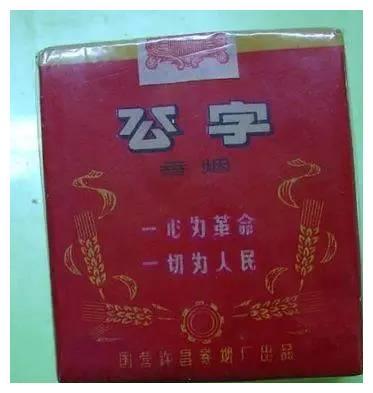 公字
香烟
一心为革命
一切为人民
国营许昌卷烟厂出品